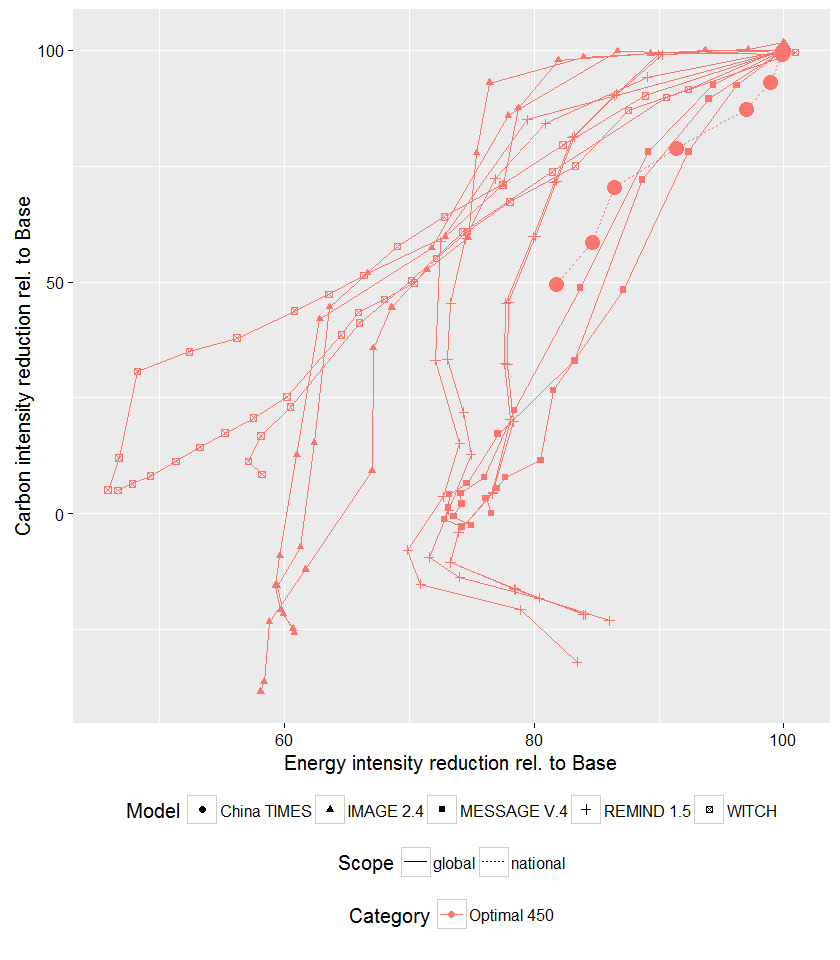 Carbon intensity reduction rel. to Base
100
50
0
60 80 100
Energy intensity reduction rel. to Base
Model China TIMES IMAGE 2.4 MESSAGE V.4 REMIND 1.5 WITCH
Scope global national
Category Optimal 450